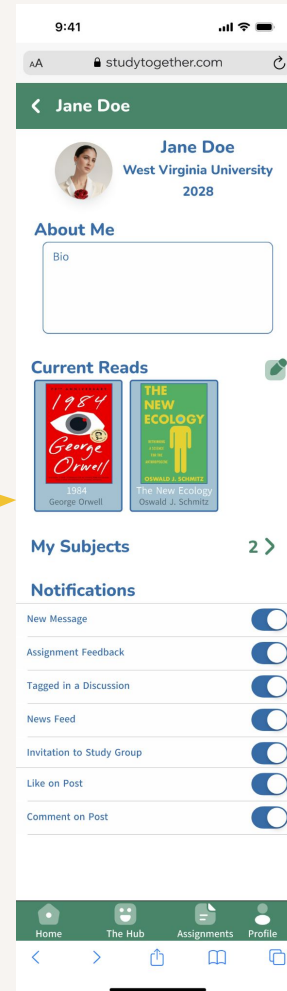 9:41
AA studytogether.com
Jane Doe
Jane Doe
West Virginia University
2028
About Me
Bio
Current Reads
1984
George
Orwell
THE
NEW
ECOLOGY
OSWALD J. SCHMITZ
1984
George Orwell
The New Ecology
Oswald J. Schmitz
My Subjects 2
Notifications
New Message
Assignment Feedback
Tagged in a Discussion
News Feed
Invitation to Study Group
Like on Post
Comment on Post
Home The Hub Assignments Profile